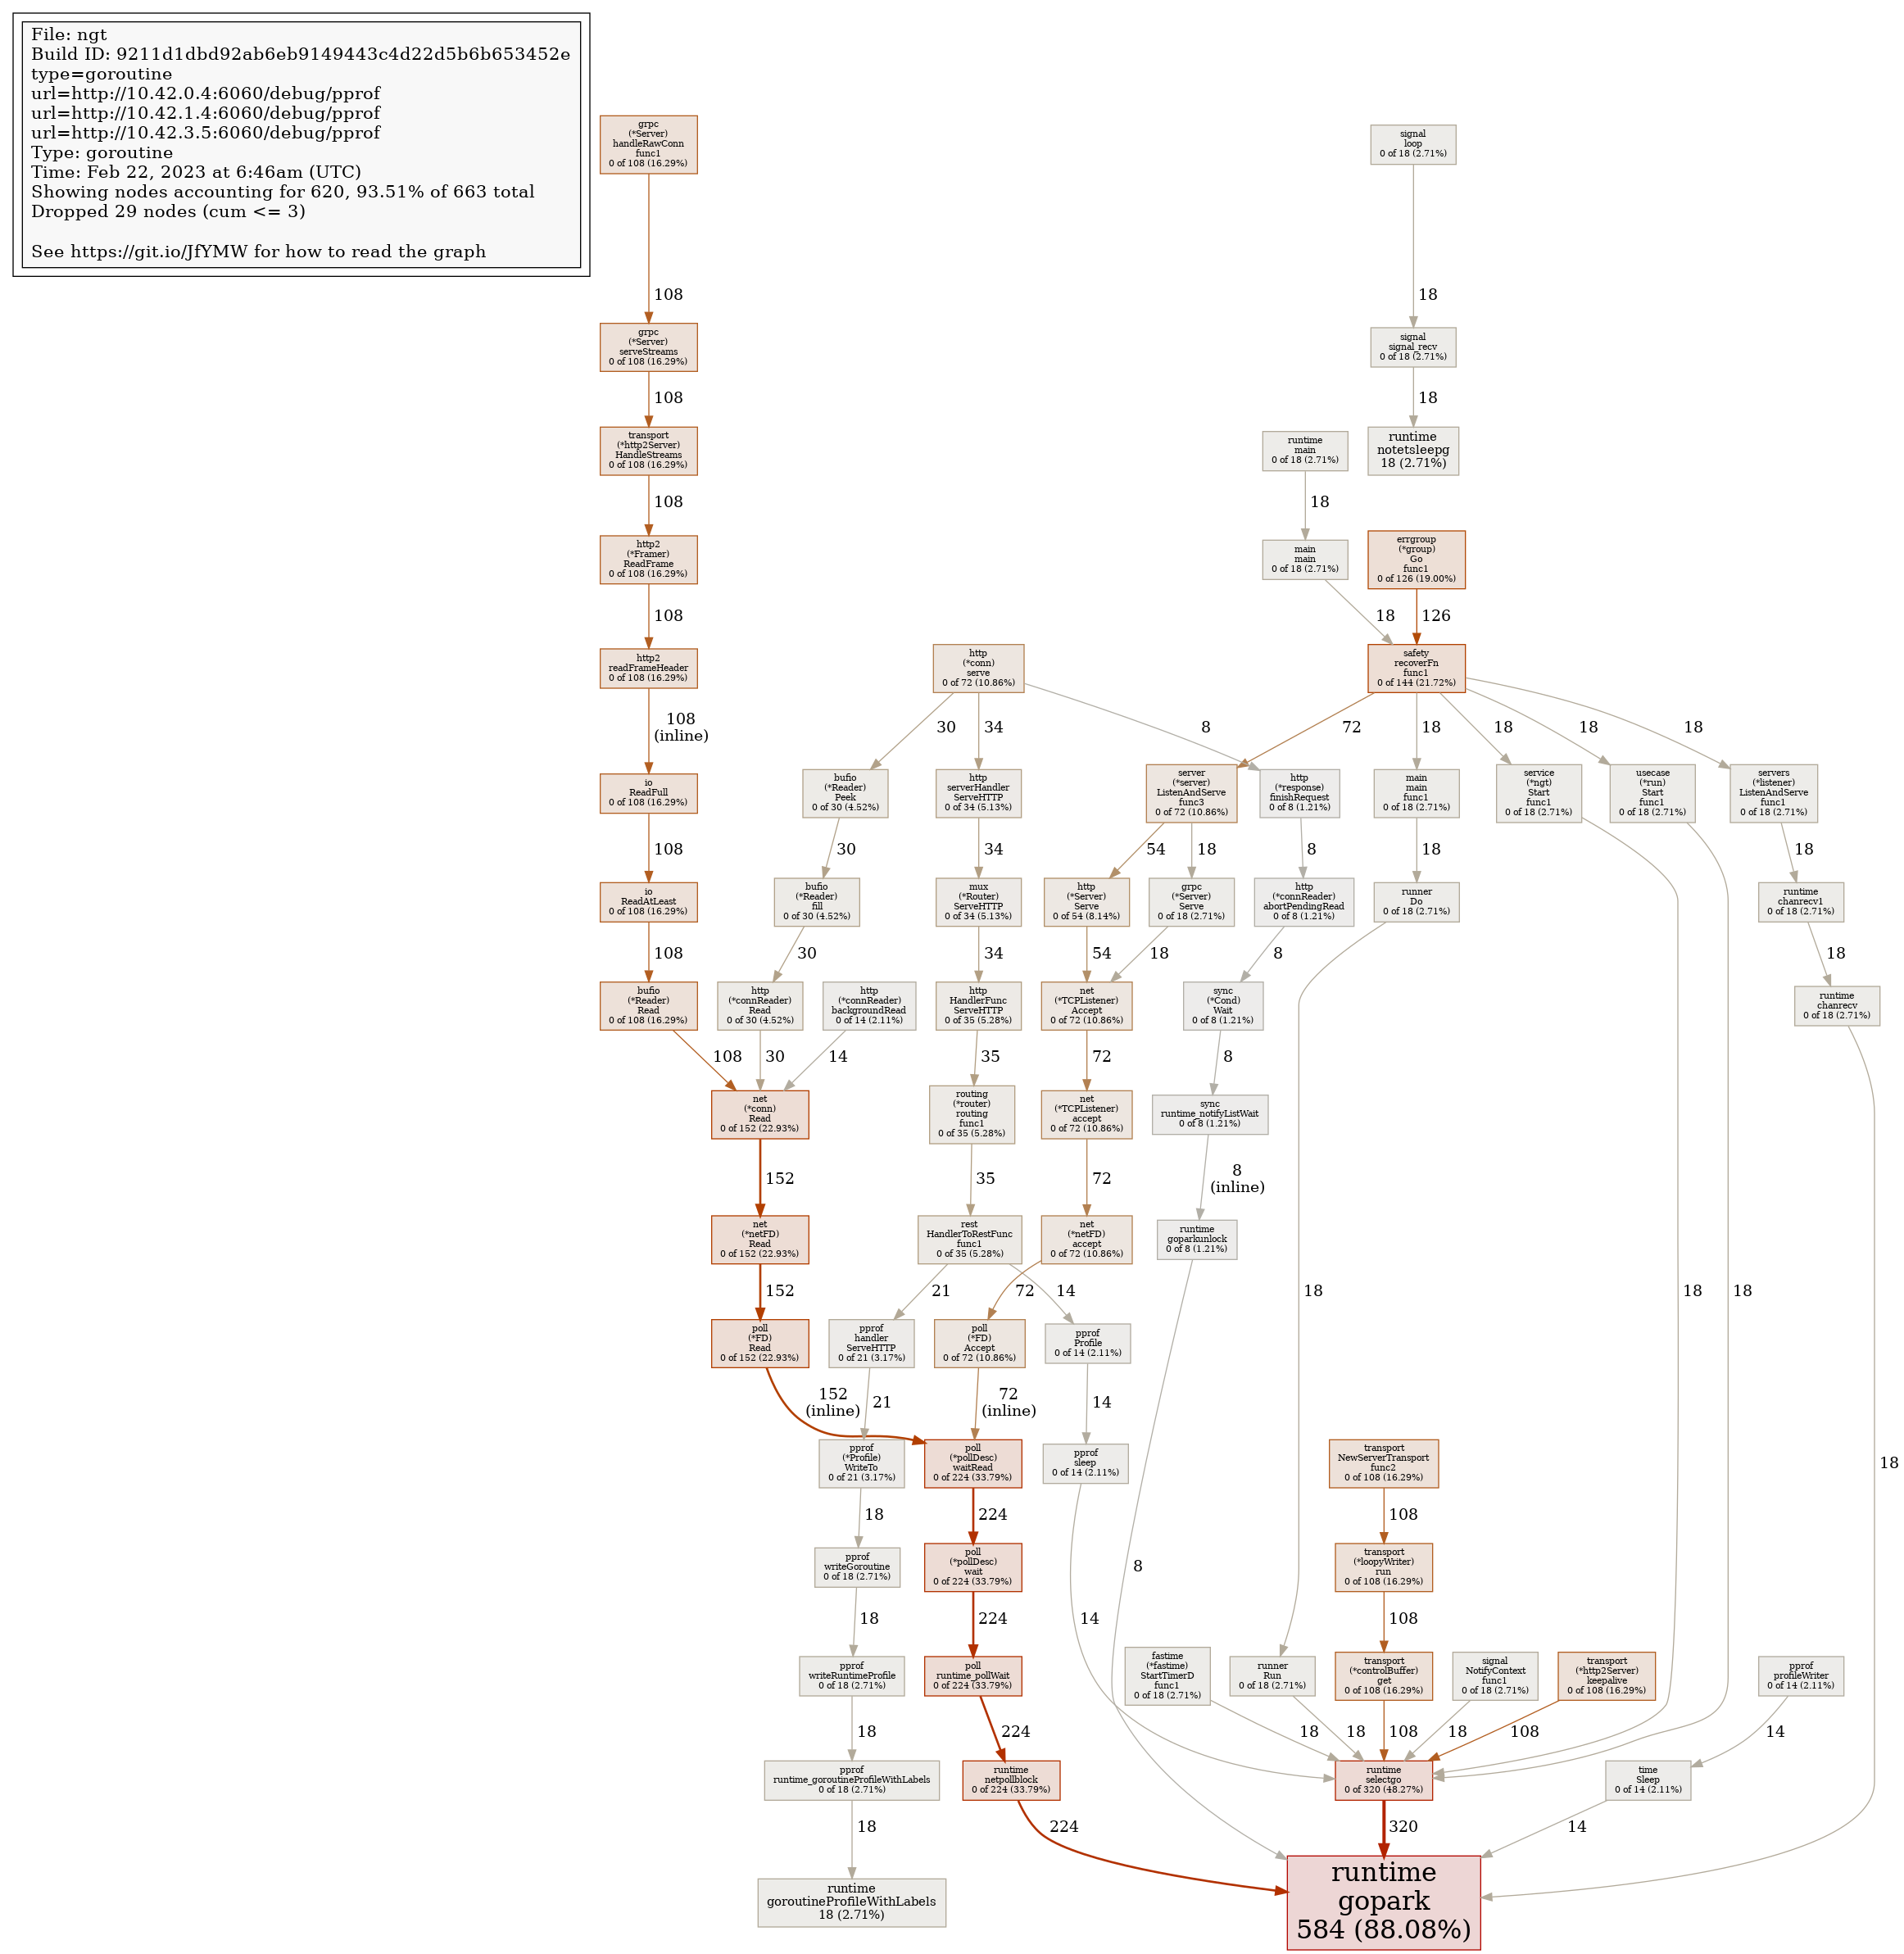 File: ngt
Build ID: 9211d1dbd92ab6eb9149443c4d22d5b6b653452e
type=goroutine
url=http://10.42.0.4:6060/debug/pprof
url=http://10.42.1.4:6060/debug/pprof
url=http://10.42.3.5:6060/debug/pprof
Type: goroutine
Time: Feb 22, 2023 at 6:46am (UTC)
Showing nodes accounting for 620, 93.51% of 663 total
Dropped 29 nodes (cum <= 3)
See https://git.io/JfYMW for how to read the graph
grpc
(*Server)
handleRawConn
func1
0 of 108 (16.29%)
signal
loop
0 of 18 (2.71%)
108
18
grpc
(*Server)
serveStreams
0 of 108 (16.29%)
signal
signal_recv
0 of 18 (2.71%)
108
18
transport
(*http2Server)
HandleStreams
0 of 108 (16.29%)
runtime
main
0 of 18 (2.71%)
runtime
notetsleepg
18 (2.71%)
108
18
http2
(*Framer)
ReadFrame
0 of 108 (16.29%)
main
main
0 of 18 (2.71%)
errgroup
(*group)
Go
func1
0 of 126 (19.00%)
108
18
126
http2
readFrameHeader
0 of 108 (16.29%)
http
(*conn)
serve
0 of 72 (10.86%)
safety
recoverFn
func1
0 of 144 (21.72%)
108
(inline)
30
34
8
72
18
18
18
18
io
ReadFull
0 of 108 (16.29%)
bufio
(*Reader)
Peek
0 of 30 (4.52%)
http
serverHandler
ServeHTTP
0 of 34 (5.13%)
server
(*server)
ListenAndServe
func3
0 of 72 (10.86%)
http
(*response)
finishRequest
0 of 8 (1.21%)
main
main
func1
0 of 18 (2.71%)
service
(*ngt)
Start
func1
0 of 18 (2.71%)
usecase
(*run)
Start
func1
0 of 18 (2.71%)
servers
(*listener)
ListenAndServe
func1
0 of 18 (2.71%)
108
30
34
54
18
8
18
18
io
ReadAtLeast
0 of 108 (16.29%)
bufio
(*Reader)
fill
0 of 30 (4.52%)
mux
(*Router)
ServeHTTP
0 of 34 (5.13%)
http
(*Server)
Serve
0 of 54 (8.14%)
grpc
(*Server)
Serve
0 of 18 (2.71%)
http
(*connReader)
abortPendingRead
0 of 8 (1.21%)
runner
Do
0 of 18 (2.71%)
runtime
chanrecv1
0 of 18 (2.71%)
108
30
34
54
18
8
18
bufio
(*Reader)
Read
0 of 108 (16.29%)
http
(*connReader)
Read
0 of 30 (4.52%)
http
(*connReader)
backgroundRead
0 of 14 (2.11%)
http
HandlerFunc
ServeHTTP
0 of 35 (5.28%)
net
(*TCPListener)
Accept
0 of 72 (10.86%)
sync
(*Cond)
Wait
0 of 8 (1.21%)
runtime
chanrecv
0 of 18 (2.71%)
108
30
14
35
72
8
net
(*conn)
Read
0 of 152 (22.93%)
routing
(*router)
routing
func1
0 of 35 (5.28%)
net
(*TCPListener)
accept
0 of 72 (10.86%)
sync
runtime_notifyListWait
0 of 8 (1.21%)
152
35
72
8
(inline)
net
(*netFD)
Read
0 of 152 (22.93%)
rest
HandlerToRestFunc
func1
0 of 35 (5.28%)
net
(*netFD)
accept
0 of 72 (10.86%)
runtime
goparkunlock
0 of 8 (1.21%)
152
21
72
14
18
18
18
poll
(*FD)
Read
0 of 152 (22.93%)
pprof
handler
ServeHTTP
0 of 21 (3.17%)
poll
(*FD)
Accept
0 of 72 (10.86%)
pprof
Profile
0 of 14 (2.11%)
152
(inline)
21
72
(inline)
14
pprof
(*Profile)
WriteTo
0 of 21 (3.17%)
poll
(*pollDesc)
waitRead
0 of 224 (33.79%)
pprof
sleep
0 of 14 (2.11%)
transport
NewServerTransport
func2
0 of 108 (16.29%)
18
18
224
108
pprof
writeGoroutine
0 of 18 (2.71%)
poll
(*pollDesc)
wait
0 of 224 (33.79%)
8
transport
(*loopyWriter)
run
0 of 108 (16.29%)
18
224
14
108
pprof
writeRuntimeProfile
0 of 18 (2.71%)
poll
runtime_pollWait
0 of 224 (33.79%)
fastime
(*fastime)
StartTimerD
func1
0 of 18 (2.71%)
runner
Run
0 of 18 (2.71%)
transport
(*controlBuffer)
get
0 of 108 (16.29%)
signal
NotifyContext
func1
0 of 18 (2.71%)
transport
(*http2Server)
keepalive
0 of 108 (16.29%)
pprof
profileWriter
0 of 14 (2.11%)
18
224
18
18
108
18
108
14
pprof
runtime_goroutineProfileWithLabels
0 of 18 (2.71%)
runtime
netpollblock
0 of 224 (33.79%)
runtime
selectgo
0 of 320 (48.27%)
time
Sleep
0 of 14 (2.11%)
18
224
320
14
runtime
goroutineProfileWithLabels
18 (2.71%)
runtime
gopark
584 (88.08%)